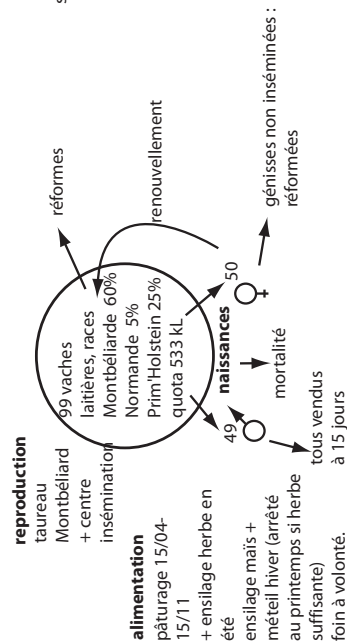 reproduction
taureau
Montbéliard
+ centre
insémination
alimentation
pâturage 15/04-
15/11
+ ensilage herbe en
été
ensilage maïs +
méteil hiver (arrêté
au printemps si herbe
suffisante)
foin à volonté.
99 vaches
laitières, races
Montbéliarde 60%
Normande 5%
Prim'Holstein 25%
quota 533 kL
réformes
renouvellement
naissances
49
50
mortalité
tous vendus
à 15 jours
génisses non inséminées :
réformées